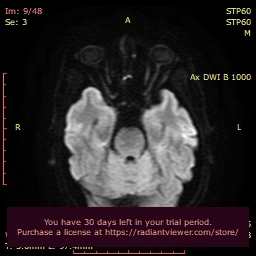 Im: 9/48
Se: 3
STP60
STP60
M
A
Ax DWI B 1000
R
L
You have 30 days left in your trial period.
Purchase a license at https://radiantviewer.com/store/